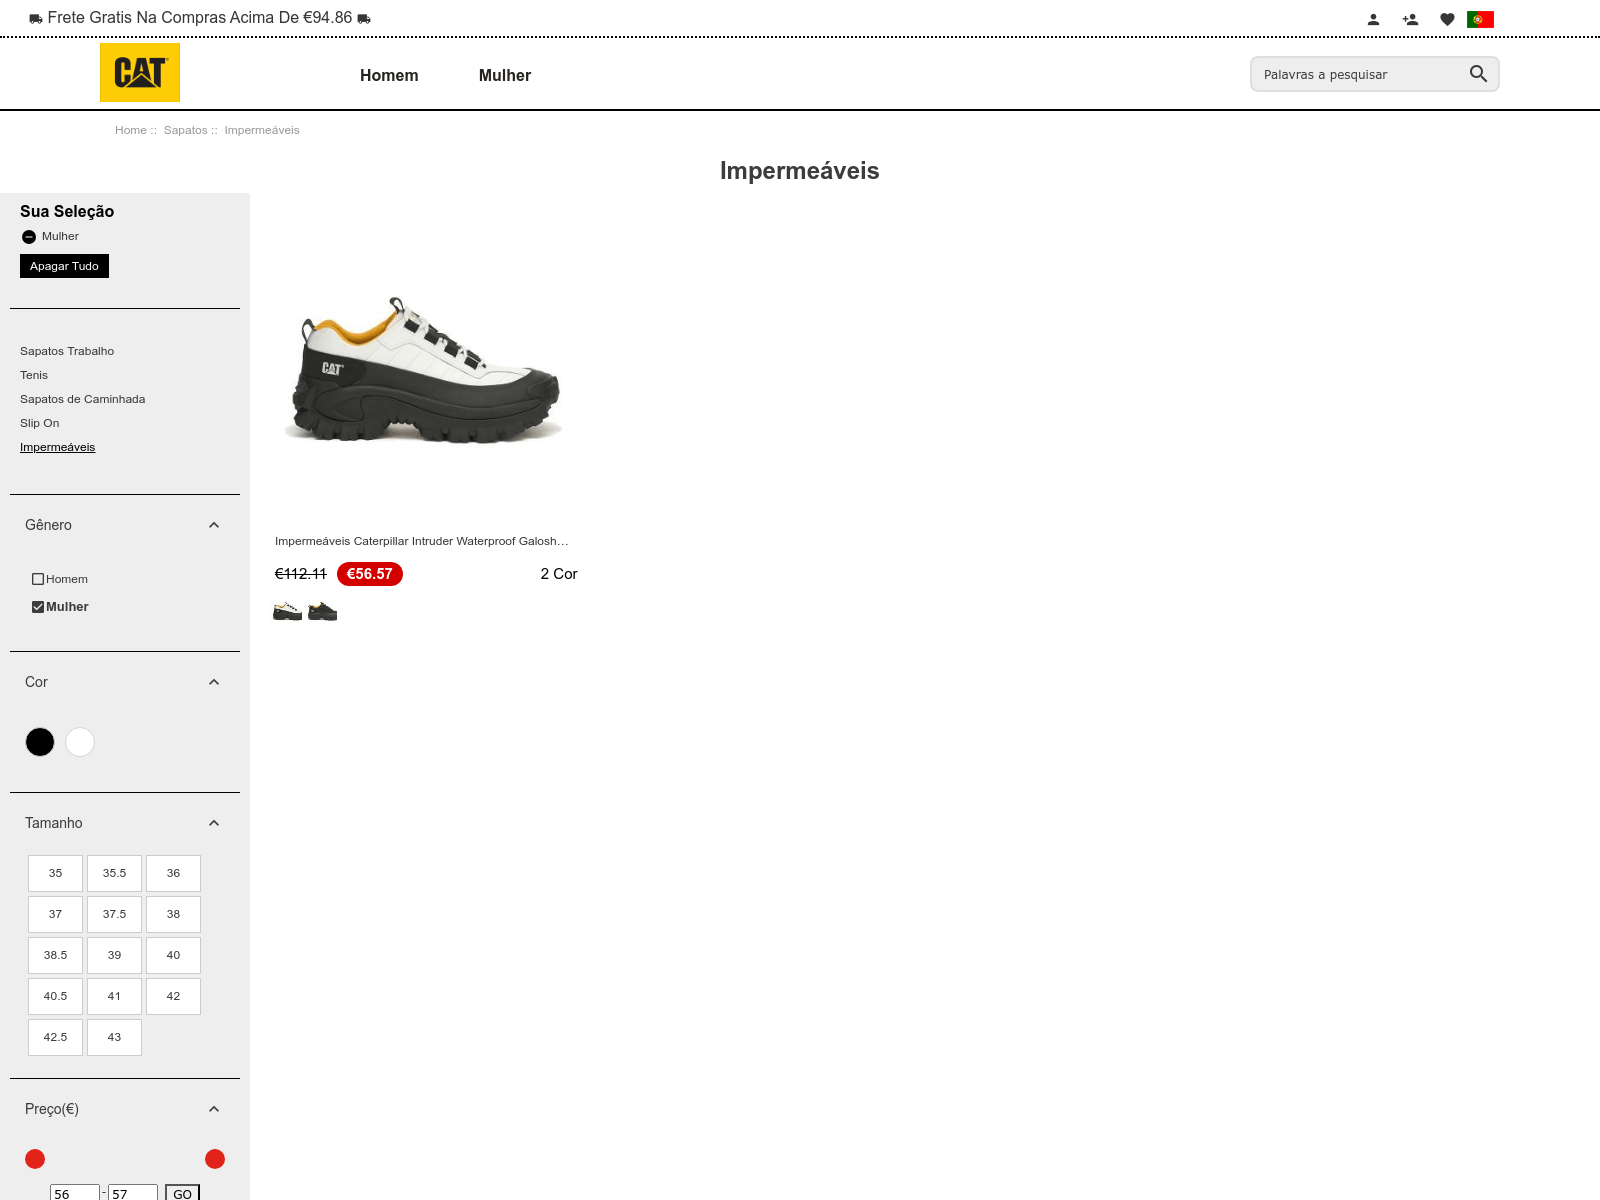 Frete Gratis Na Compras Acima De €94.86
CAT
Homem
Mulher
Palavras a pesquisar
Home :: Sapatos :: Impermeáveis
Impermeáveis
Sua Seleção
Mulher
Apagar Tudo
Sapatos Trabalho
Tenis
Sapatos de Caminhada
Slip On
Impermeáveis
Gênero
Homem
Mulher
Cor
Tamanho
35 35.5 36
37 37.5 38
38.5 39 40
40.5 41 42
42.5 43
Preço(€)
56 - 57 GO
CAT
Impermeáveis Caterpillar Intruder Waterproof Galosh...
€112.11 €56.57 2 Cor